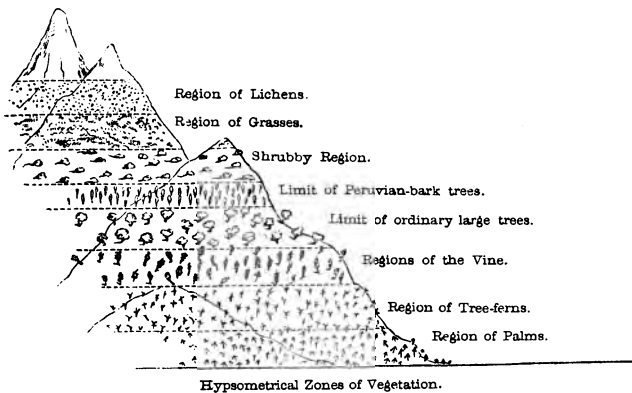 Region of Lichens.
Region of Grasses.
Shrubby Region.
Limit of Peruvian-bark trees.
Limit of ordinary large trees.
Regions of the Vine.
Region of Tree-ferns.
Region of Palms.
Hypsometrical Zones of Vegetation.